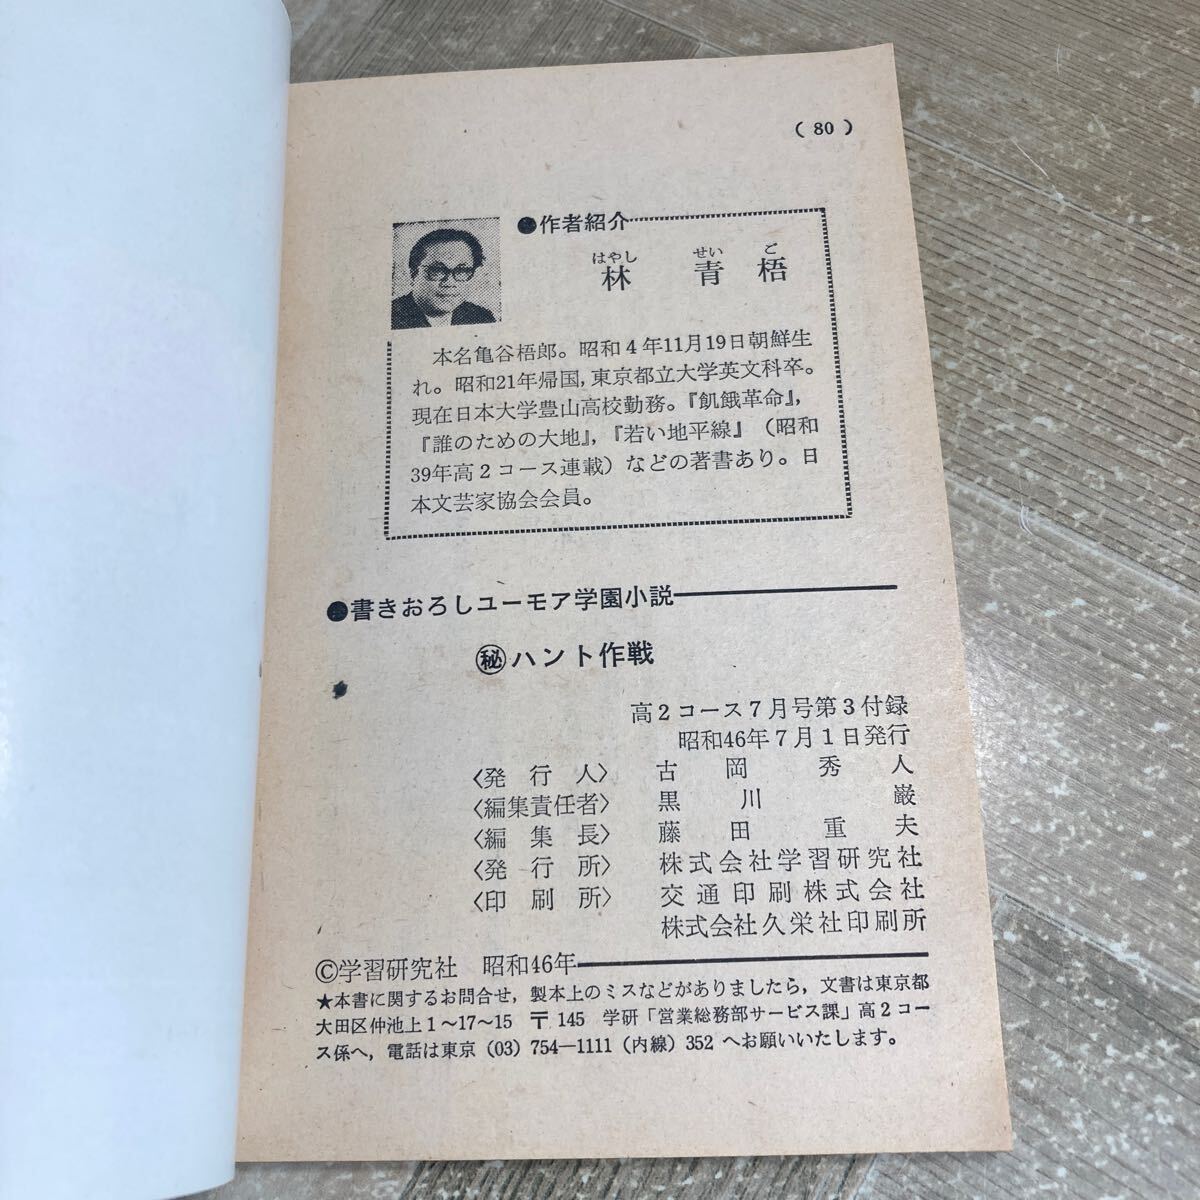 ( 80 )
●作者紹介
はやし せい ご
林 青 梧
本名亀谷梧郎。昭和4年11月19日朝鮮生
れ。昭和21年帰国,東京都立大学英文科卒。
現在日本大学豊山高校勤務。『飢餓革命』,
『誰のための大地』,『若い地平線』(昭和
39年高2コース連載)などの著書あり。日
本文芸家協会会員。
●書きおろしユーモア学園小説
㊙ハント作戦
高2コース7月号第3付録
昭和46年7月1日発行
〈発行人〉 古岡秀人
〈編集責任者〉 黒川巌
〈編集長〉 藤田重夫
〈発行所〉 株式会社学習研究社
〈印刷所〉 交通印刷株式会社
株式会社久栄社印刷所
©学習研究社 昭和46年
★本書に関するお問合せ,製本上のミスなどがありましたら,文書は東京都
大田区仲池上1〜17〜15 〒145 学研「営業総務部サービス課」高2コー
ス係へ,電話は東京(03)754—1111(内線)352へお願いいたします。